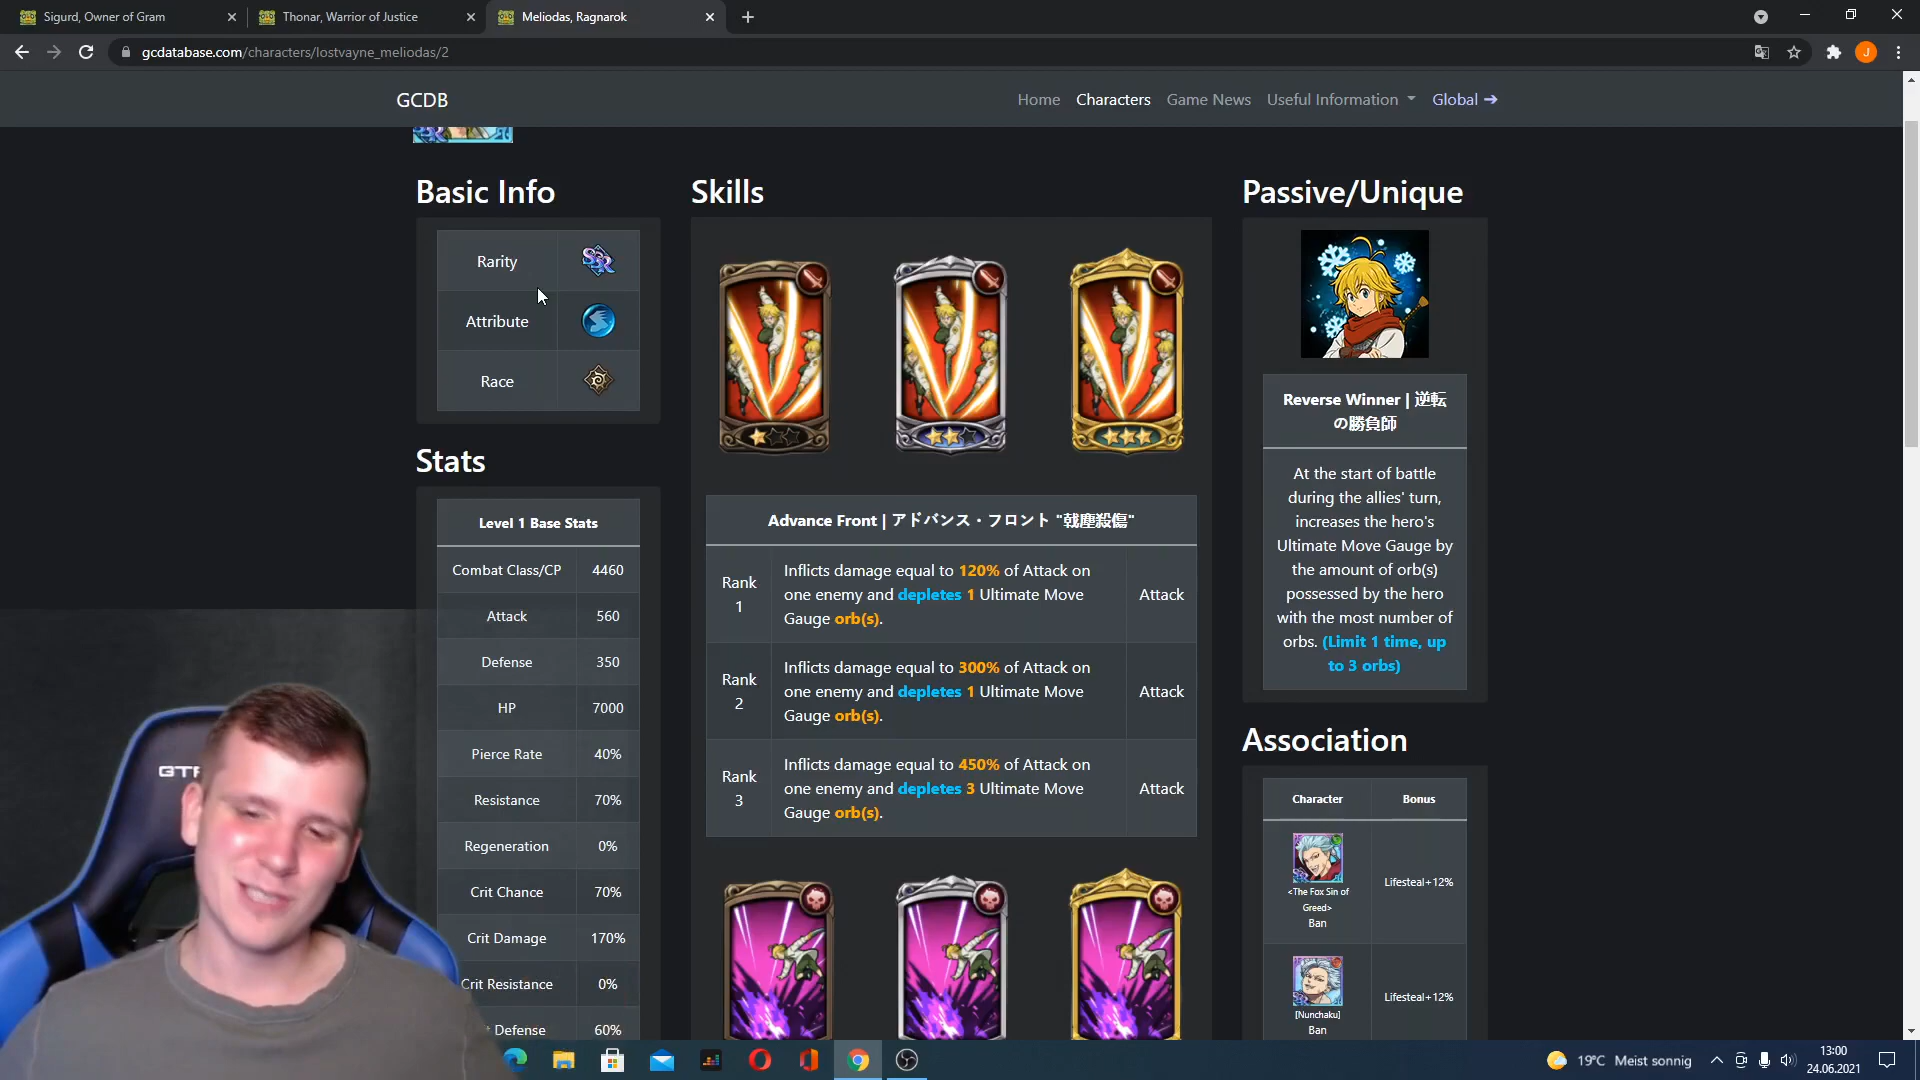 Sigurd, Owner of Gram
Thonar, Warrior of Justice
Meliodas, Ragnarok
gcdatabase.com/characters/lostvayne_meliodas/2
J
GCDB
Home
Characters
Game News
Useful Information
Global ➔
Basic Info
Rarity
SSR
Attribute
Race
Stats
Level 1 Base Stats
Combat Class/CP 4460
Attack 560
Defense 350
HP 7000
Pierce Rate 40%
Resistance 70%
Regeneration 0%
Crit Chance 70%
Crit Damage 170%
Crit Resistance 0%
Defense 60%
Skills
Advance Front | アドバンス・フロント "戟塵殺傷"
Rank 1
Inflicts damage equal to 120% of Attack on
one enemy and depletes 1 Ultimate Move
Gauge orb(s).
Attack
Rank 2
Inflicts damage equal to 300% of Attack on
one enemy and depletes 1 Ultimate Move
Gauge orb(s).
Attack
Rank 3
Inflicts damage equal to 450% of Attack on
one enemy and depletes 3 Ultimate Move
Gauge orb(s).
Attack
Passive/Unique
Reverse Winner | 逆転
の勝負師
At the start of battle
during the allies' turn,
increases the hero's
Ultimate Move Gauge by
the amount of orb(s)
possessed by the hero
with the most number of
orbs. (Limit 1 time, up
to 3 orbs)
Association
Character Bonus
<The Fox Sin of
Greed>
Ban
Lifesteal+12%
[Nunchaku]
Ban
Lifesteal+12%
19°C Meist sonnig
13:00
24.06.2021